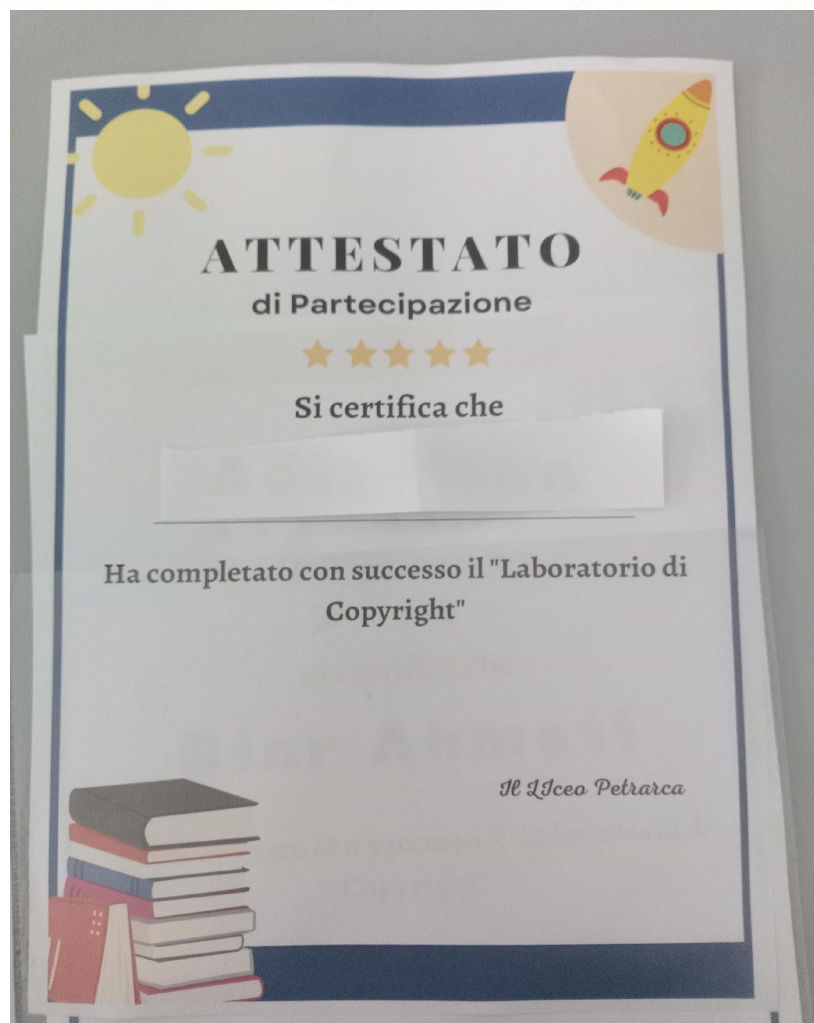 ATTESTATO
di Partecipazione
Si certifica che
Ha completato con successo il "Laboratorio di
Copyright"
Il LIceo Petrarca